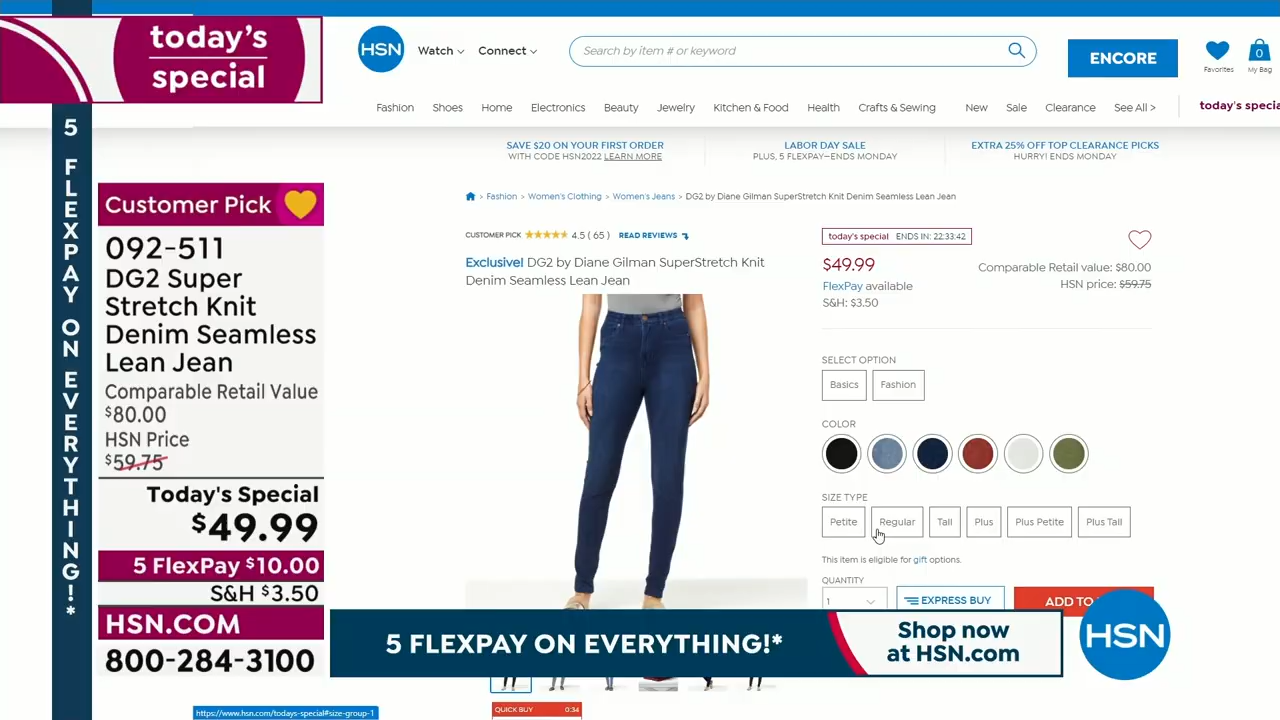 today's
special
5 FLEXPAY ON EVERYTHING!*
Customer Pick
092-511
DG2 Super
Stretch Knit
Denim Seamless
Lean Jean
Comparable Retail Value
$80.00
HSN Price
$59.75
Today's Special
$49.99
5 FlexPay $10.00
S&H $3.50
HSN.COM
800-284-3100
HSN
Watch
Connect
Search by item # or keyword
ENCORE
Favorites
0
My Bag
Fashion Shoes Home Electronics Beauty Jewelry Kitchen & Food Health Crafts & Sewing New Sale Clearance See All >
today's specia
SAVE $20 ON YOUR FIRST ORDER
WITH CODE HSN2022 LEARN MORE
LABOR DAY SALE
PLUS, 5 FLEXPAY—ENDS MONDAY
EXTRA 25% OFF TOP CLEARANCE PICKS
HURRY! ENDS MONDAY
> Fashion > Women's Clothing > Women's Jeans > DG2 by Diane Gilman SuperStretch Knit Denim Seamless Lean Jean
CUSTOMER PICK 4.5 ( 65 ) READ REVIEWS
Exclusive! DG2 by Diane Gilman SuperStretch Knit
Denim Seamless Lean Jean
today's special ENDS IN: 22:33:42
$49.99
FlexPay available
S&H: $3.50
Comparable Retail value: $80.00
HSN price: $59.75
SELECT OPTION
Basics Fashion
COLOR
SIZE TYPE
Petite Regular Tall Plus Plus Petite Plus Tall
This item is eligible for gift options.
QUANTITY
1
EXPRESS BUY
ADD TO
5 FLEXPAY ON EVERYTHING!*
Shop now
at HSN.com
HSN
https://www.hsn.com/todays-special#size-group-1
QUICK BUY 0:34